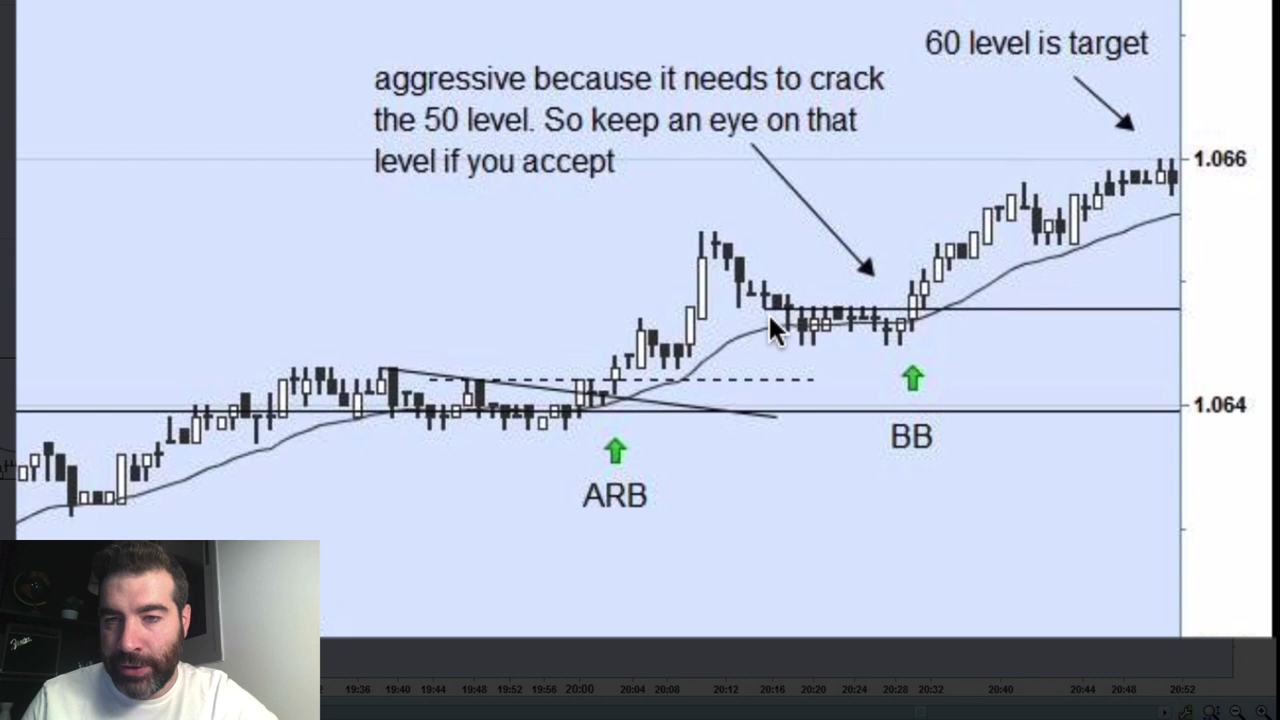 60 level is target
aggressive because it needs to crack
the 50 level. So keep an eye on that
level if you accept
1.066
1.064
BB
ARB
Fender
19:36 19:40 19:44 19:48 19:52 19:56 20:00 20:04 20:08 20:12 20:16 20:20 20:24 20:28 20:32 20:40 20:44 20:48 20:52